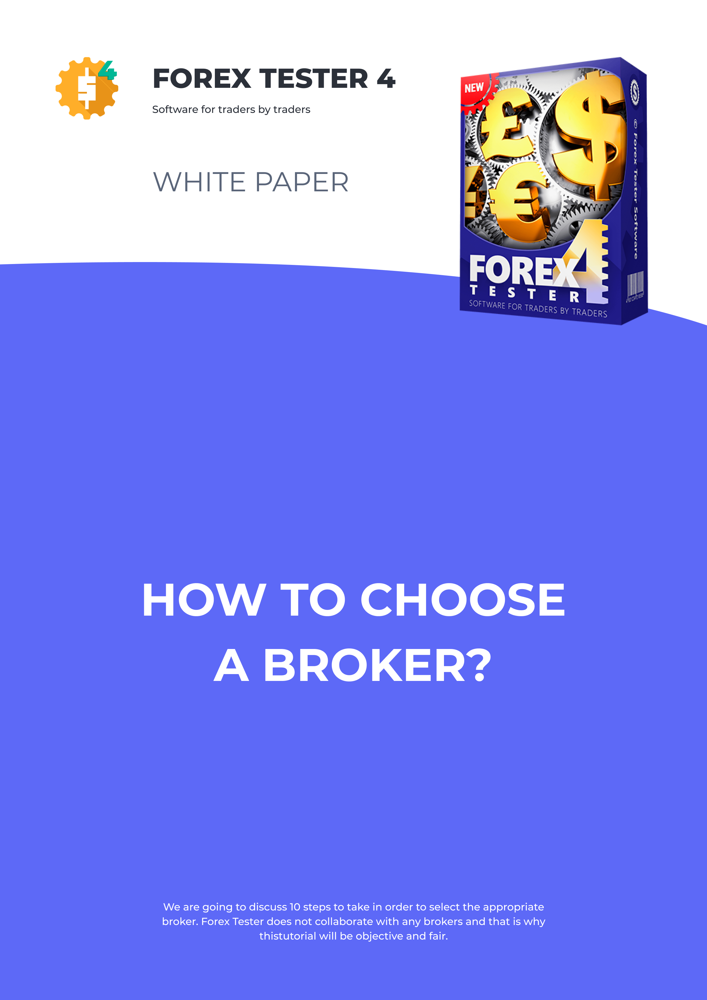 4
FOREX TESTER 4
Software for traders by traders
WHITE PAPER
NEW
© Forex Tester Software
FOREX 4
TESTER
SOFTWARE FOR TRADERS BY TRADERS
HOW TO CHOOSE
A BROKER?
We are going to discuss 10 steps to take in order to select the appropriate
broker. Forex Tester does not collaborate with any brokers and that is why
thistutorial will be objective and fair.